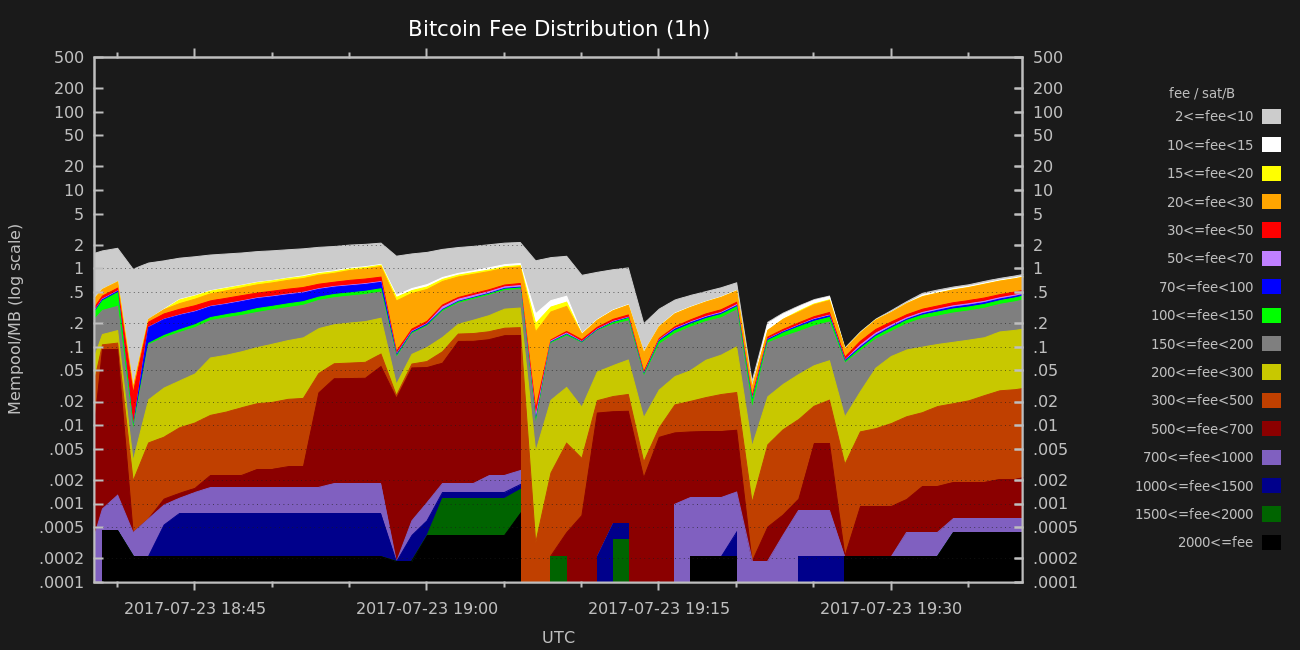 Bitcoin Fee Distribution (1h)
500 500
200 200
100 100
50 50
20 20
10 10
5 5
2 2
1 1
.5 .5
.2 .2
.1 .1
.05 .05
.02 .02
.01 .01
.005 .005
.002 .002
.001 .001
.0005 .0005
.0002 .0002
.0001 .0001
Mempool/MB (log scale)
2017-07-23 18:45 2017-07-23 19:00 2017-07-23 19:15 2017-07-23 19:30
UTC
fee / sat/B
2<=fee<10
10<=fee<15
15<=fee<20
20<=fee<30
30<=fee<50
50<=fee<70
70<=fee<100
100<=fee<150
150<=fee<200
200<=fee<300
300<=fee<500
500<=fee<700
700<=fee<1000
1000<=fee<1500
1500<=fee<2000
2000<=fee